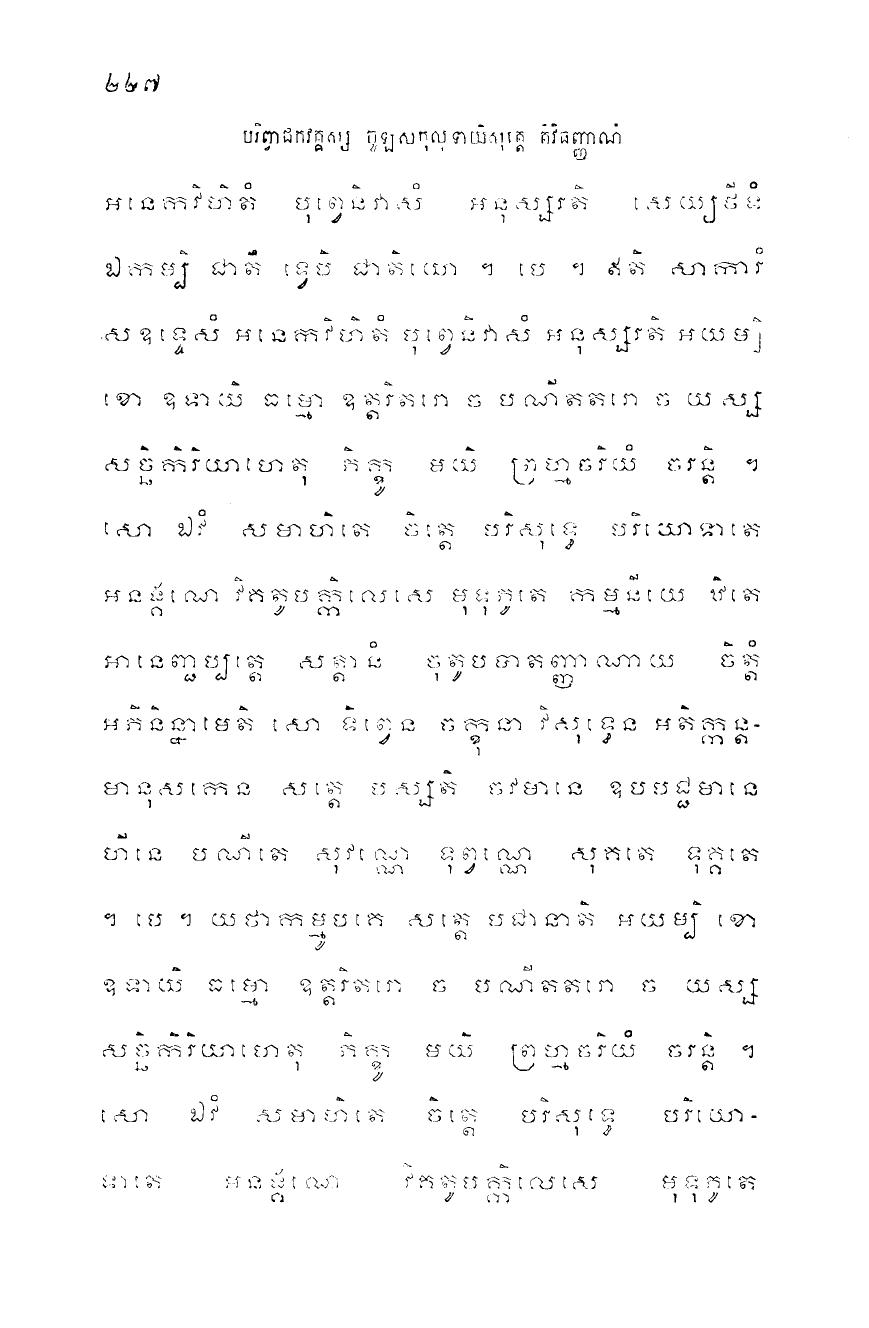 ២២៧
បរិព្វាជកវគ្គស្ស ចូឡសកុលុទាយិសុត្តេ តិវិធញ្ញាណំ
អនេកវិហិតំ បុព្វេនិវាសំ អនុស្សរតិ សេយ្យថីទំ
ឯកម្បិ ជាតឹ ទ្វេបិ ជាតិយោ ។ បេ ។ ឥតិ សាការំ
សឧទ្ទេសំ អនេកវិហិតំ បុព្វេនិវាសំ អនុស្សរតិ អយម្បិ
ខោ ឧទាយិ ធម្មោ ឧត្តរិតរោ ច បណីតតរោ ច យស្ស
សច្ឆិកិរិយាហេតុ ភិក្ខូ មយិ ព្រហ្មចរិយំ ចរន្តិ ។
សោ ឯវំ សមាហិតេ ចិត្តេ បរិសុទ្ធេ បរិយោទាតេ
អនង្គណេ វិគតូបក្កិលេសេ មុទុភូតេ កម្មនីយេ ឋិតេ
អានេញ្ជប្បត្តេ សត្តានំ ចុតូបបាតញ្ញាណាយ ចិត្តំ
អភិនិន្នាមេតិ សោ ទិព្វេន ចក្ខុនា វិសុទ្ធេន អតិក្កន្ត-
មានុសកេន សត្តេ បស្សតិ ចវមានេ ឧបបជ្ជមានេ
ហីនេ បណីតេ សុវណ្ណេ ទុព្វណ្ណេ សុគតេ ទុគ្គតេ
។ បេ ។ យថាកម្មូបគេ សត្តេ បជានាតិ អយម្បិ ខោ
ឧទាយិ ធម្មោ ឧត្តរិតរោ ច បណីតតរោ ច យស្ស
សច្ឆិកិរិយាហេតុ ភិក្ខូ មយិ ព្រហ្មចរិយំ ចរន្តិ ។
សោ ឯវំ សមាហិតេ ចិត្តេ បរិសុទ្ធេ បរិយោ-
ទាតេ អនង្គណេ វិគតូបក្កិលេសេ មុទុភូតេ